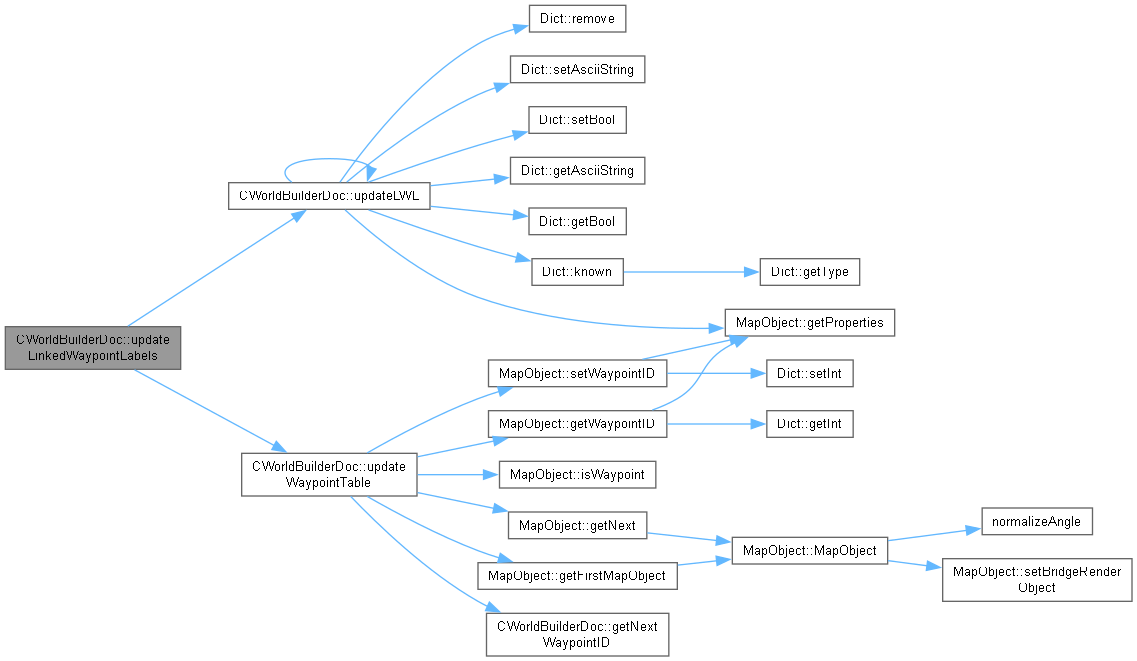 Dict::remove
Dict::setAsciiString
Dict::setBool
Dict::getAsciiString
CWorldBuilderDoc::updateLWL
Dict::getBool
Dict::known
Dict::getType
MapObject::getProperties
CWorldBuilderDoc::update
LinkedWaypointLabels
MapObject::setWaypointID
Dict::setInt
MapObject::getWaypointID
Dict::getInt
CWorldBuilderDoc::update
WaypointTable
MapObject::isWaypoint
MapObject::getNext
normalizeAngle
MapObject::MapObject
MapObject::getFirstMapObject
MapObject::setBridgeRender
Object
CWorldBuilderDoc::getNext
WaypointID